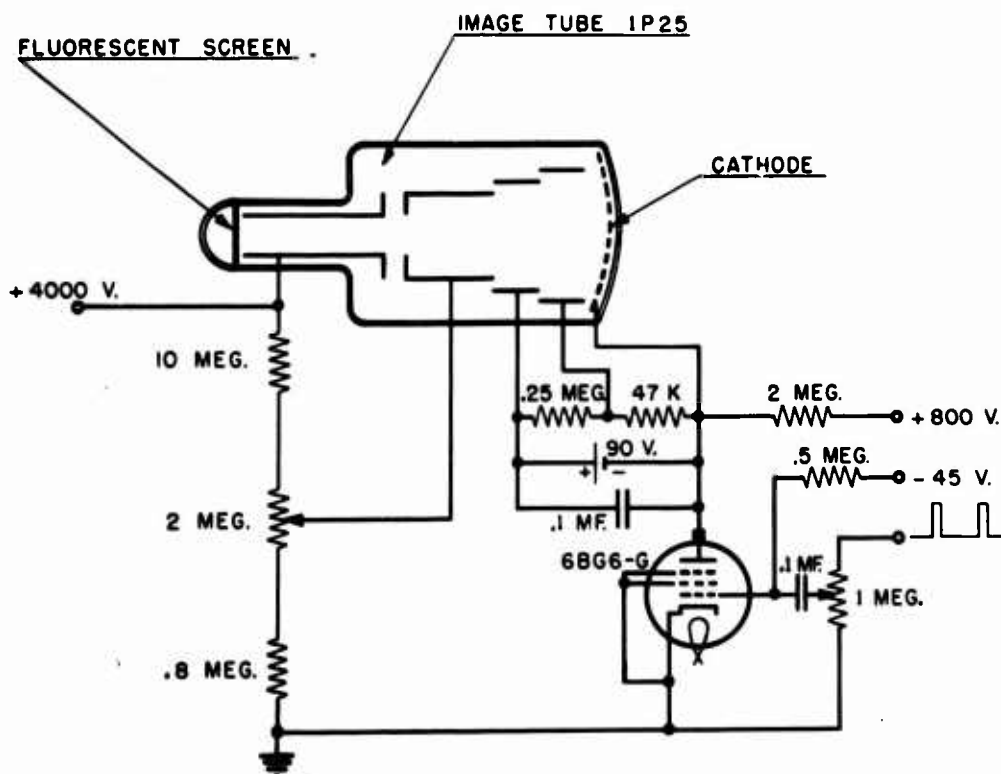 IMAGE TUBE 1P25
FLUORESCENT SCREEN
CATHODE
+ 4000 V.
10 MEG.
.25 MEG.
47 K
2 MEG.
+ 800 V.
90 V.
+ -
.5 MEG.
- 45 V.
2 MEG.
.1 MF.
6BG6-G
.1 MF.
1 MEG.
.8 MEG.